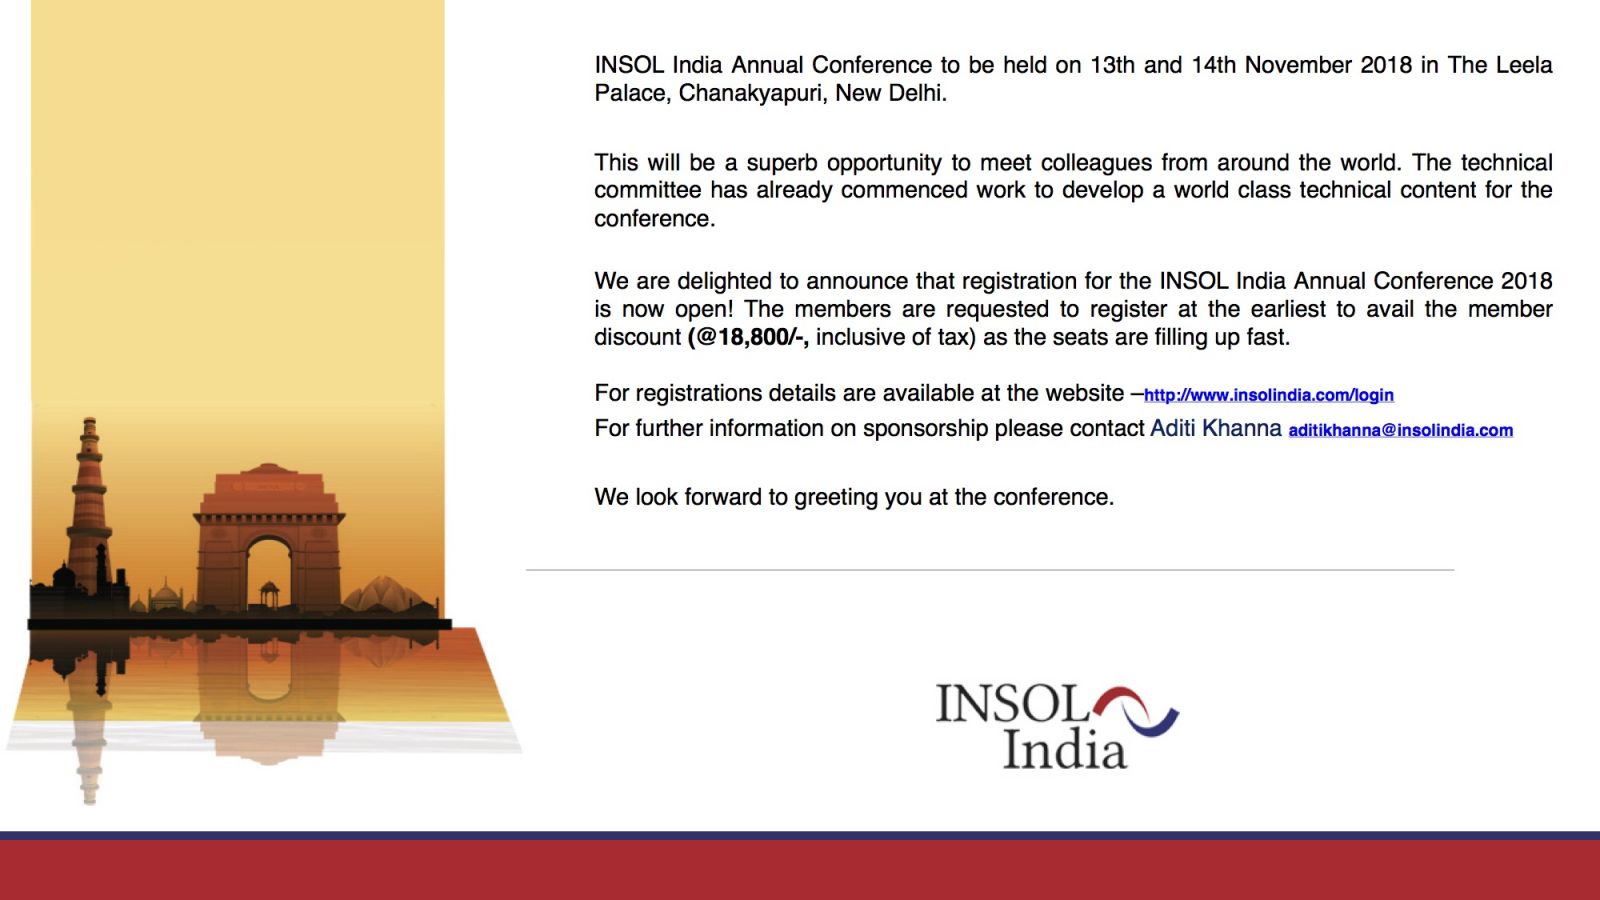 INSOL India Annual Conference to be held on 13th and 14th November 2018 in The Leela
Palace, Chanakyapuri, New Delhi.
This will be a superb opportunity to meet colleagues from around the world. The technical
committee has already commenced work to develop a world class technical content for the
conference.
We are delighted to announce that registration for the INSOL India Annual Conference 2018
is now open! The members are requested to register at the earliest to avail the member
discount (@18,800/-, inclusive of tax) as the seats are filling up fast.
For registrations details are available at the website –http://www.insolindia.com/login
For further information on sponsorship please contact Aditi Khanna aditikhanna@insolindia.com
We look forward to greeting you at the conference.
INSOL
India